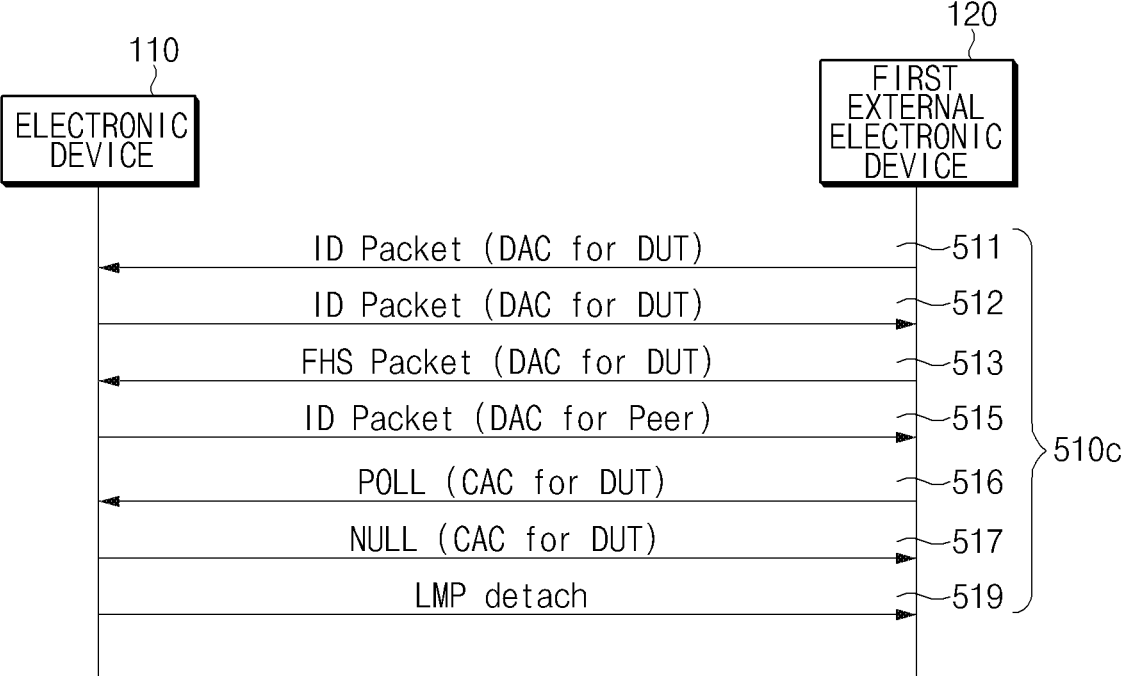 110
120
ELECTRONIC
DEVICE
FIRST
EXTERNAL
ELECTRONIC
DEVICE
ID Packet (DAC for DUT)
511
ID Packet (DAC for DUT)
512
FHS Packet (DAC for DUT)
513
ID Packet (DAC for Peer)
515
510c
POLL (CAC for DUT)
516
NULL (CAC for DUT)
517
LMP detach
519